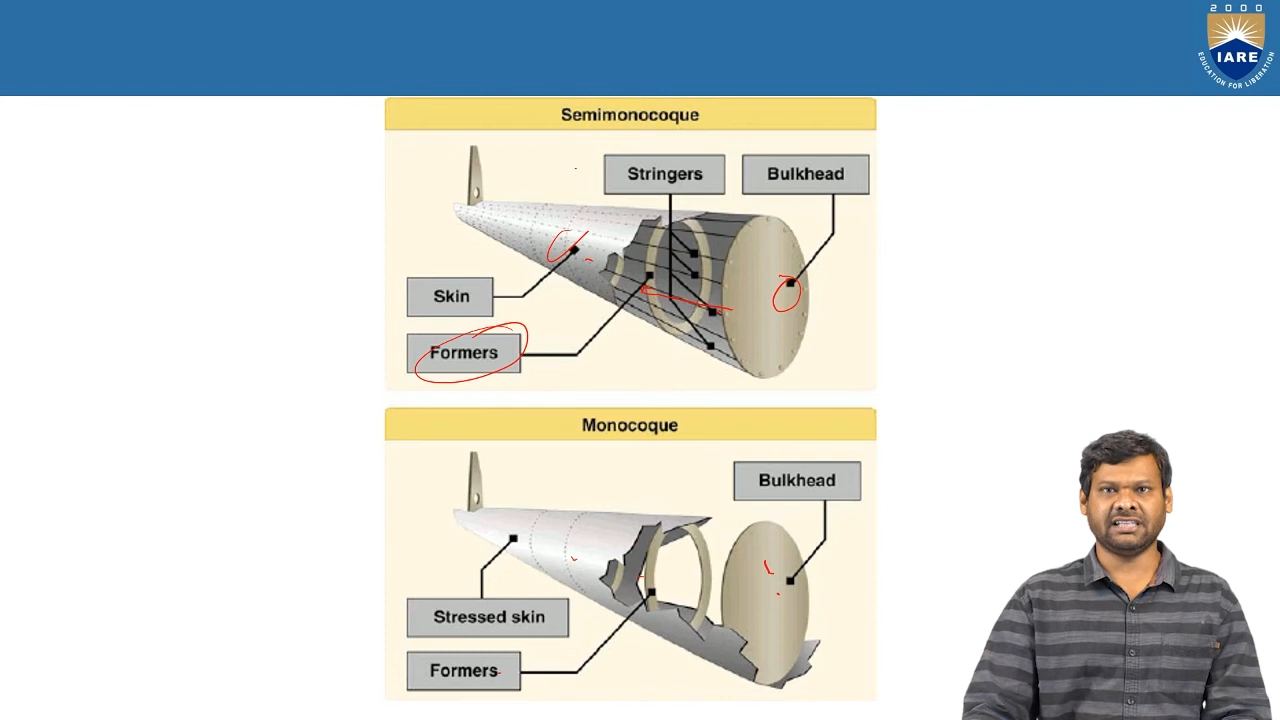 2000
IARE
EDUCATION FOR LIBERATION
Semimonocoque
Stringers
Bulkhead
Skin
Formers
Monocoque
Bulkhead
Stressed skin
Formers